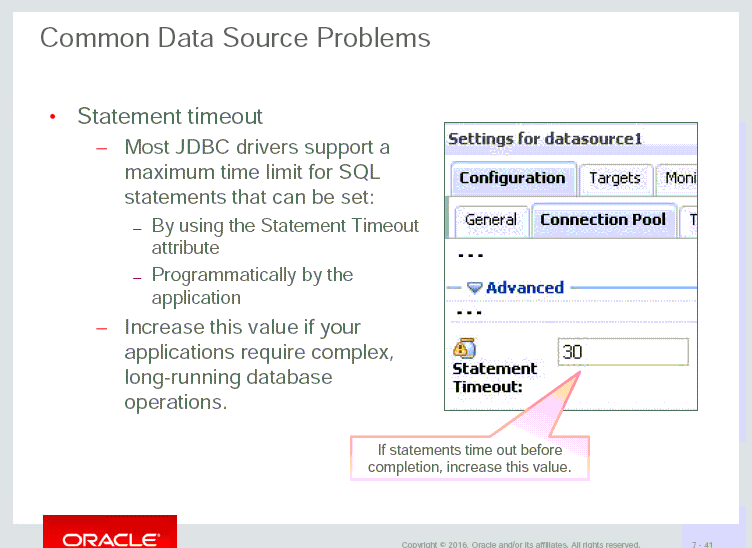 Common Data Source Problems
• Statement timeout
– Most JDBC drivers support a
maximum time limit for SQL
statements that can be set:
– By using the Statement Timeout
attribute
– Programmatically by the
application
– Increase this value if your
applications require complex,
long-running database
operations.
Settings for datasource1
Configuration Targets Moni
General Connection Pool T
...
Advanced
...
Statement
Timeout:
30
If statements time out before
completion, increase this value.
ORACLE
Copyright © 2016, Oracle and/or its affiliates. All rights reserved.
7 - 41